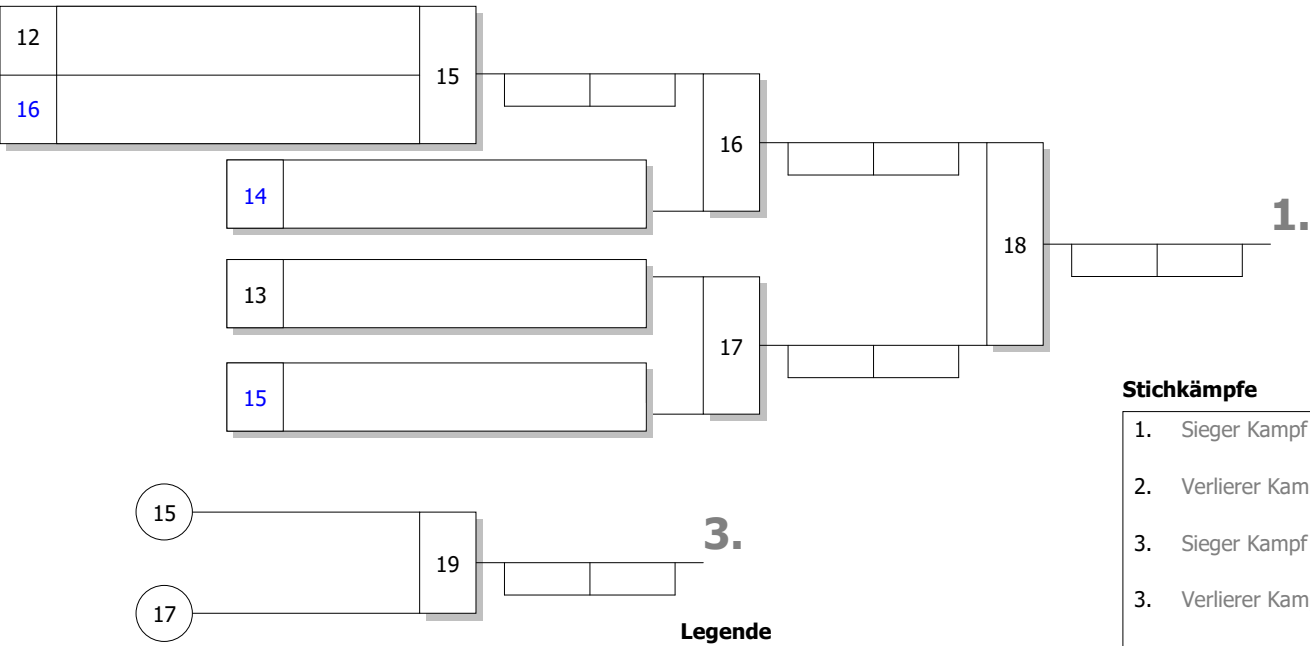 12
15
16
16
14
1.
18
13
17
15
Stichkämpfe
1. Sieger Kampf
2. Verlierer Kam
3. Sieger Kampf
3. Verlierer Kam
15
3.
19
17
Legende